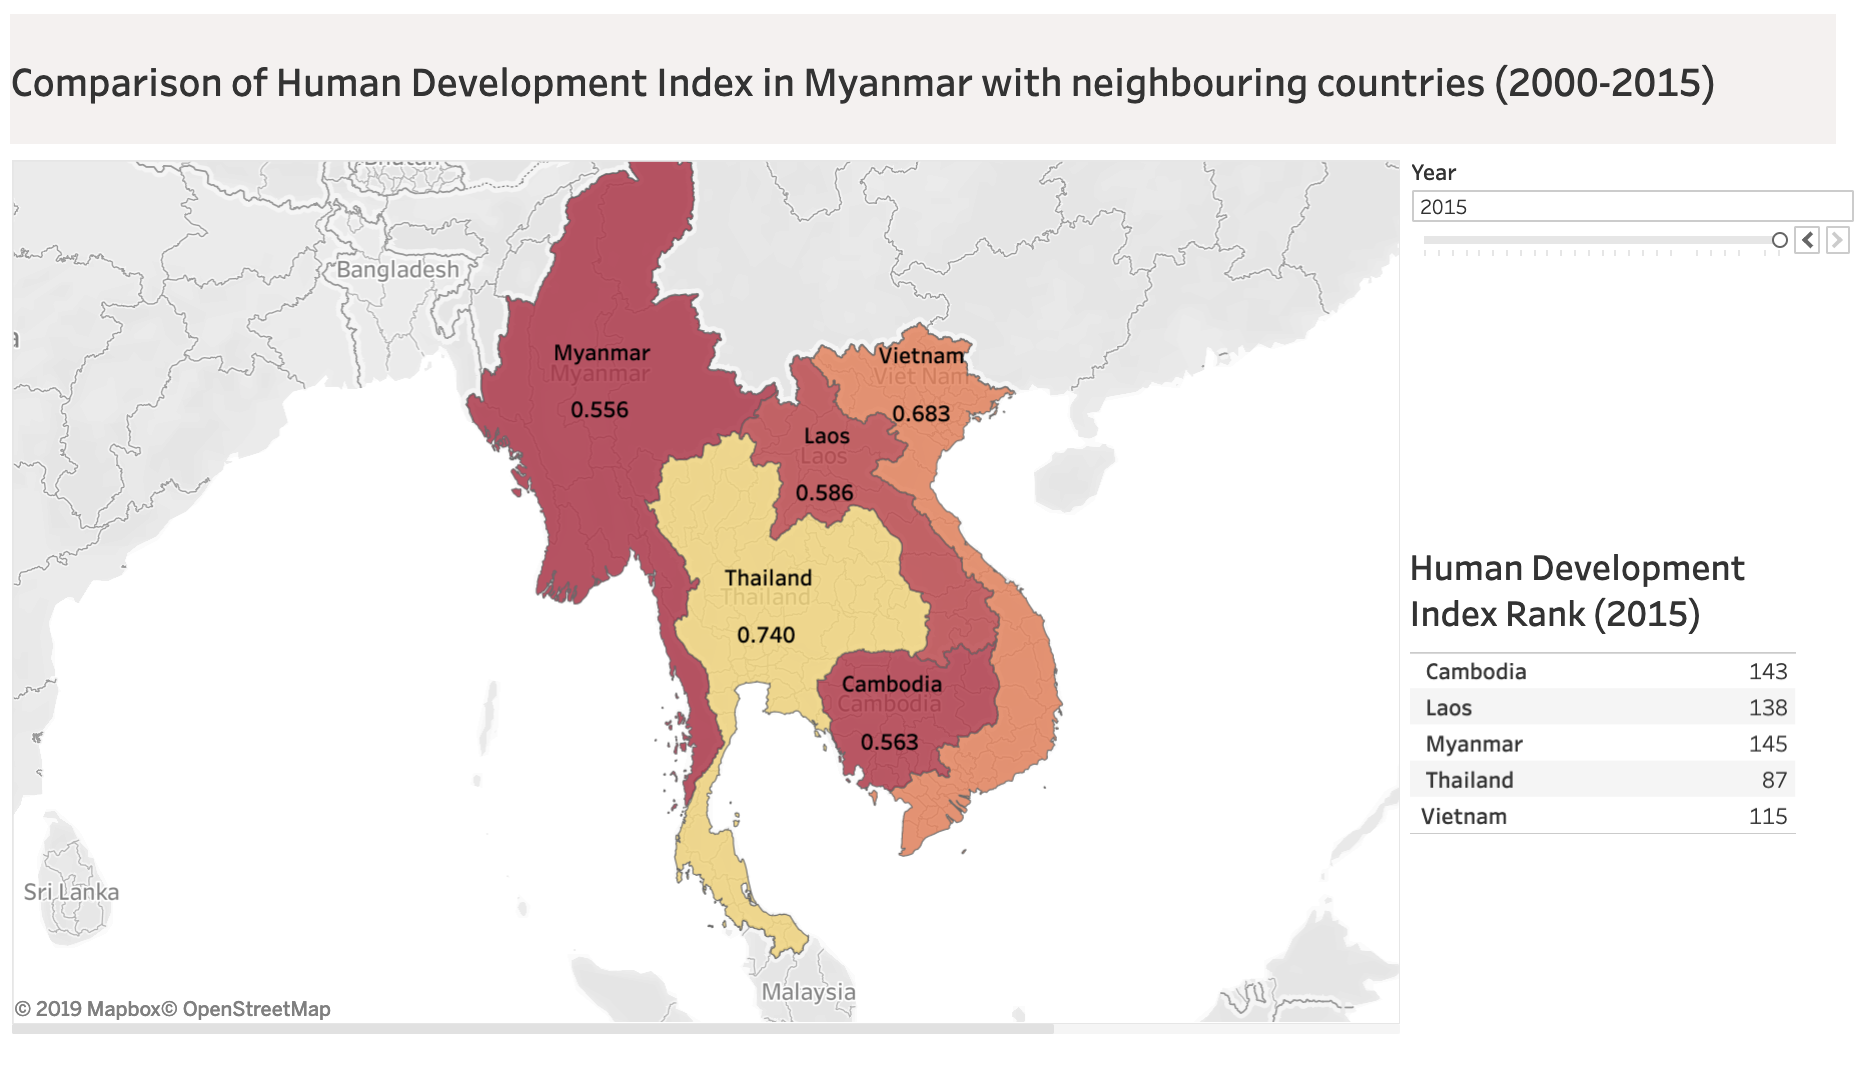 Comparison of Human Development Index in Myanmar with neighbouring countries (2000-2015)
Year
2015
Bhutan
Bangladesh
Myanmar
Myanmar
0.556
Vietnam
Viet Nam
0.683
Laos
Laos
0.586
Thailand
Thailand
0.740
Cambodia
Cambodia
0.563
Sri Lanka
Malaysia
© 2019 Mapbox© OpenStreetMap
Human Development
Index Rank (2015)
Cambodia 143
Laos 138
Myanmar 145
Thailand 87
Vietnam 115